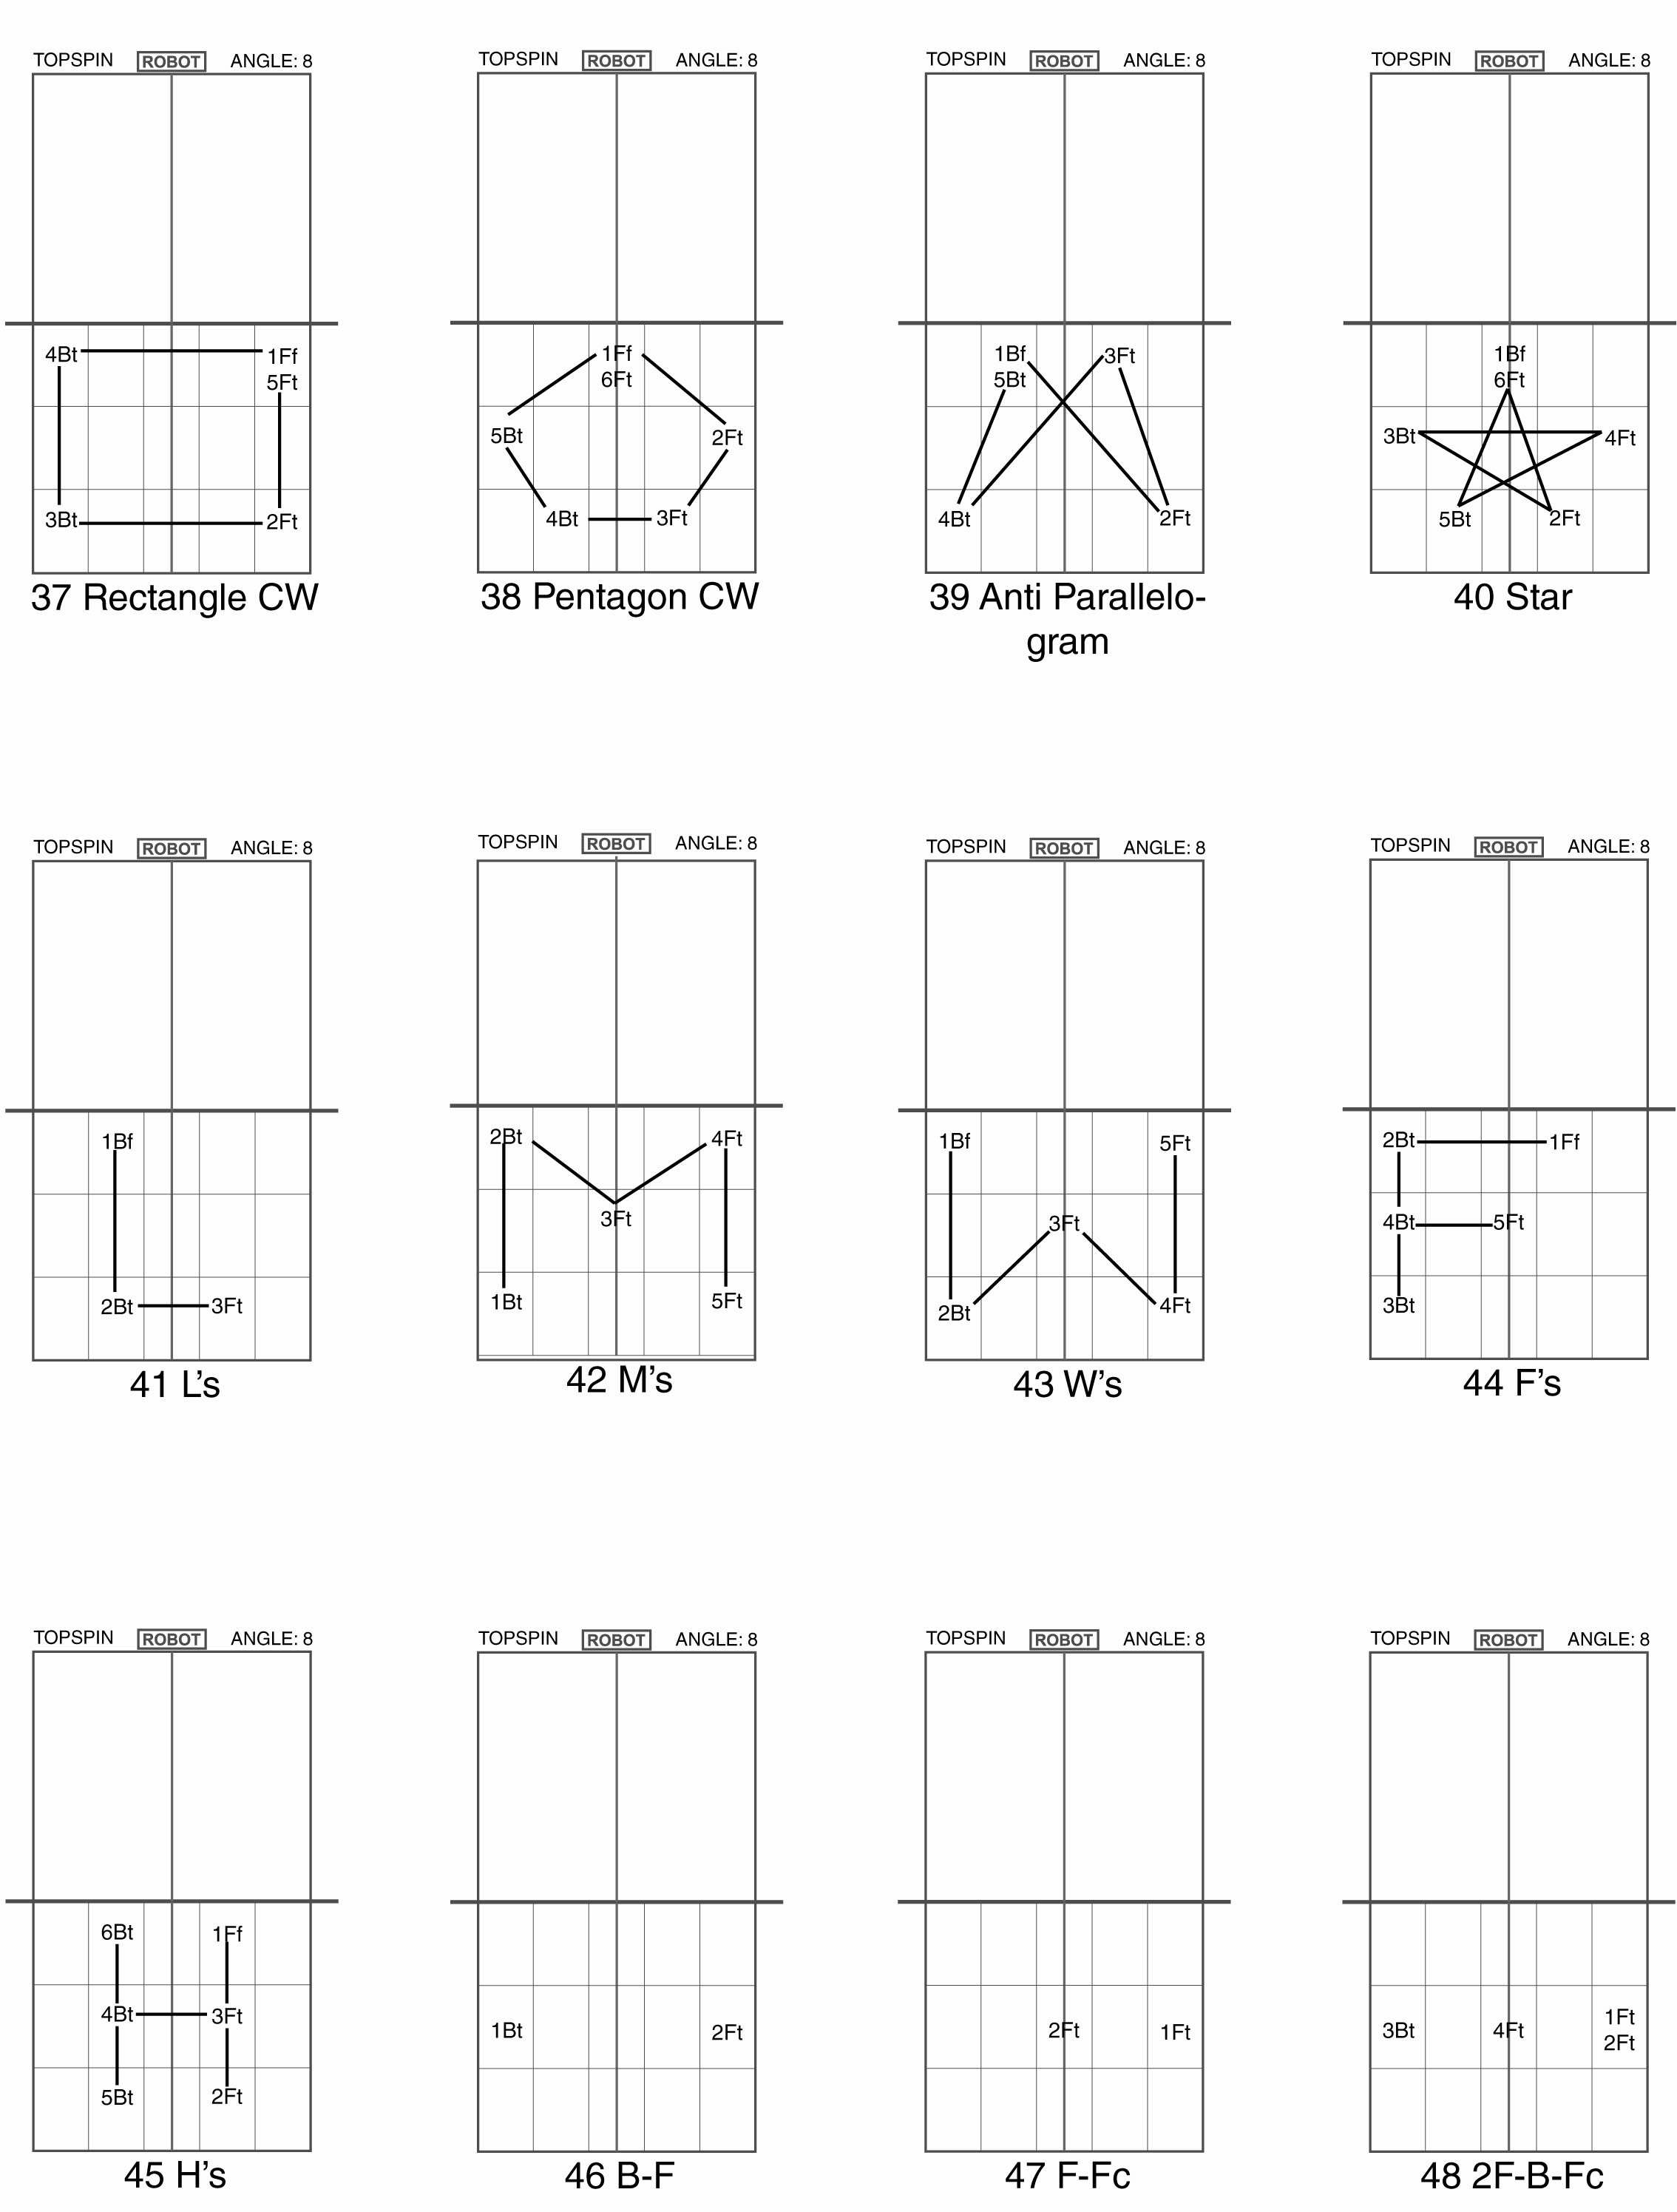 TOPSPIN ROBOT ANGLE: 8
4Bt 1Ff
5Ft
3Bt 2Ft
37 Rectangle CW
TOPSPIN ROBOT ANGLE: 8
1Ff
6Ft
5Bt 2Ft
4Bt 3Ft
38 Pentagon CW
TOPSPIN ROBOT ANGLE: 8
1Bf 3Ft
5Bt
4Bt 2Ft
39 Anti Parallelo-
gram
TOPSPIN ROBOT ANGLE: 8
1Bf
6Ft
3Bt 4Ft
5Bt 2Ft
40 Star
TOPSPIN ROBOT ANGLE: 8
1Bf
2Bt 3Ft
41 L's
TOPSPIN ROBOT ANGLE: 8
2Bt 4Ft
3Ft
1Bt 5Ft
42 M's
TOPSPIN ROBOT ANGLE: 8
1Bf 5Ft
3Ft
2Bt 4Ft
43 W's
TOPSPIN ROBOT ANGLE: 8
2Bt 1Ff
4Bt 5Ft
3Bt
44 F's
TOPSPIN ROBOT ANGLE: 8
6Bt 1Ff
4Bt 3Ft
5Bt 2Ft
45 H's
TOPSPIN ROBOT ANGLE: 8
1Bt 2Ft
46 B-F
TOPSPIN ROBOT ANGLE: 8
2Ft 1Ft
47 F-Fc
TOPSPIN ROBOT ANGLE: 8
3Bt 4Ft 1Ft
2Ft
48 2F-B-Fc